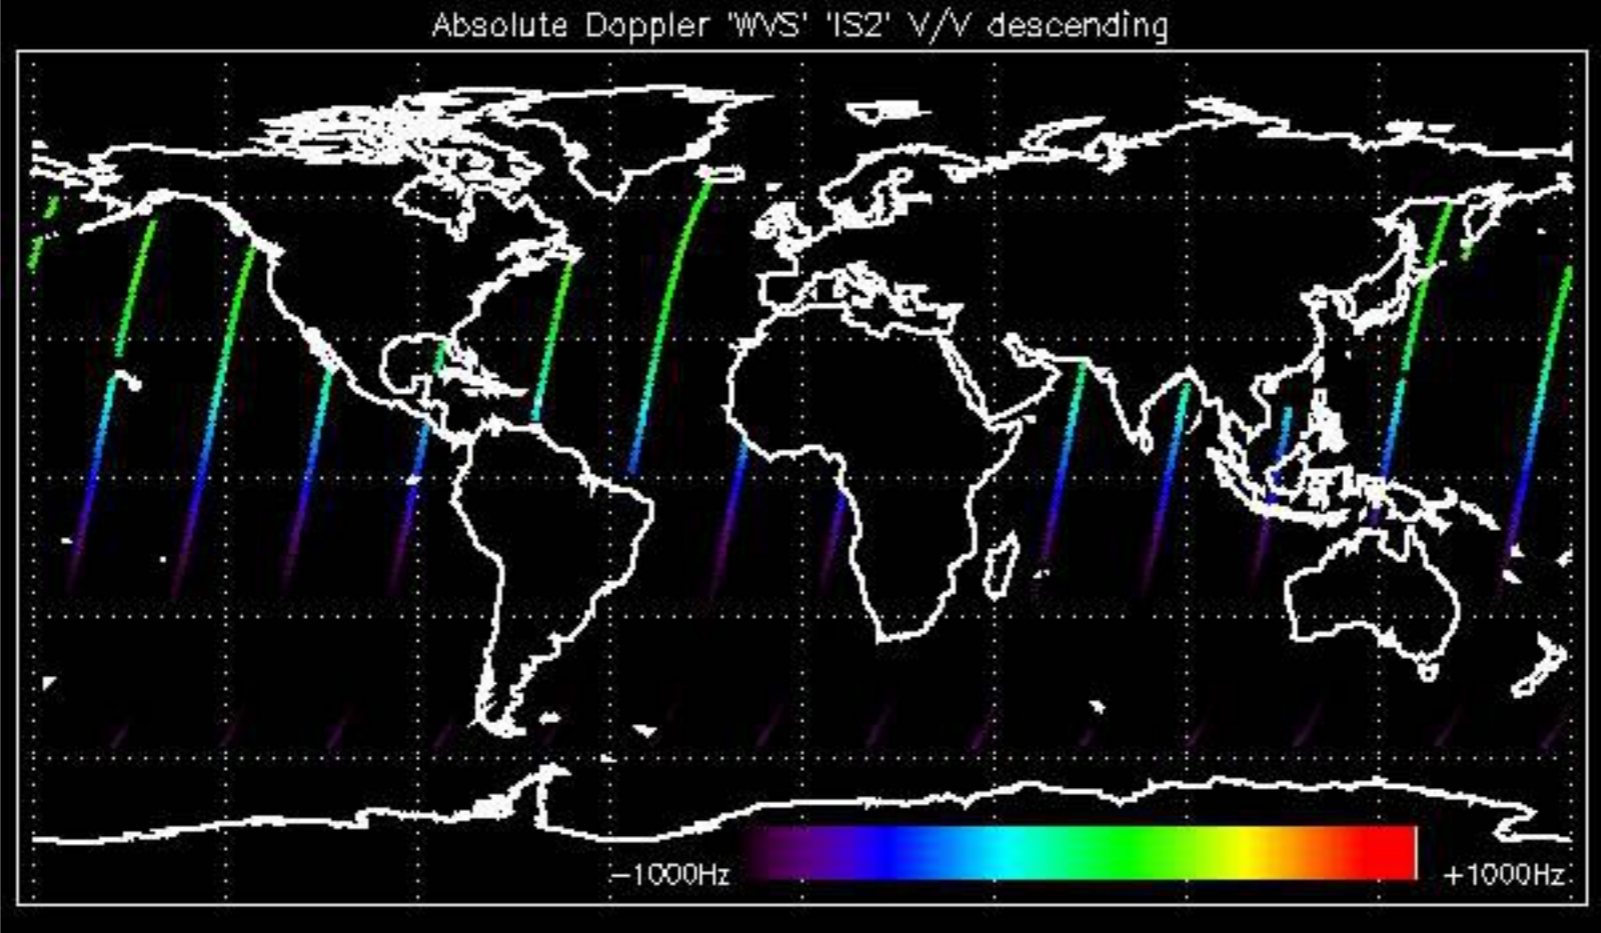 Absolute Doppler 'WVS' 'IS2' V/V descending
−1000Hz
+1000Hz